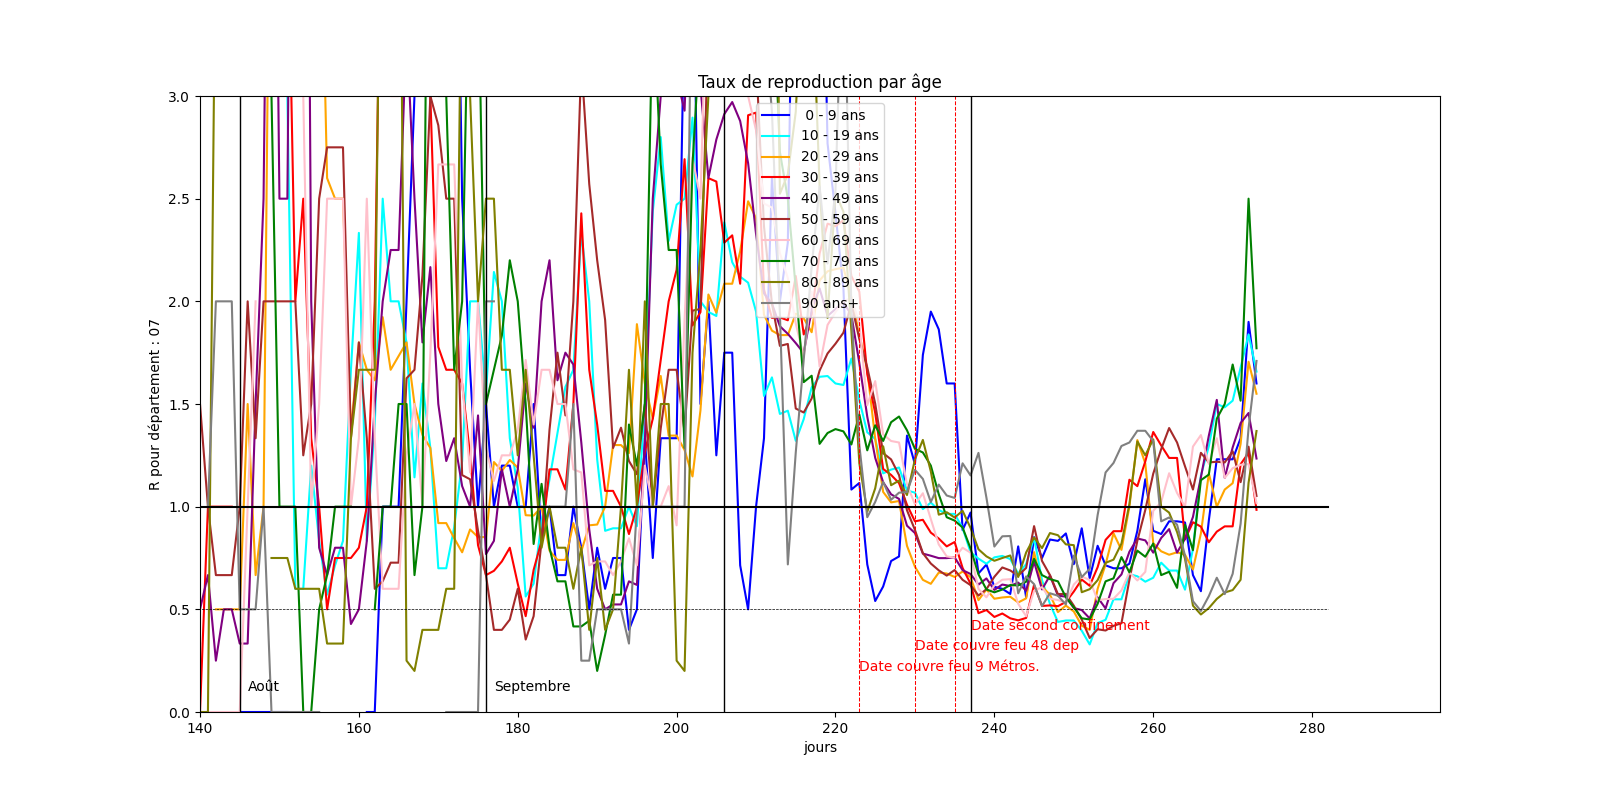 Taux de reproduction par âge
R pour département : 07
3.0
2.5
2.0
1.5
1.0
0.5
0.0
0 - 9 ans
10 - 19 ans
20 - 29 ans
30 - 39 ans
40 - 49 ans
50 - 59 ans
60 - 69 ans
70 - 79 ans
80 - 89 ans
90 ans+
Date second confinement
Date couvre feu 48 dep
Date couvre feu 9 Métros.
Août
Septembre
140 160 180 200 220 240 260 280
jours